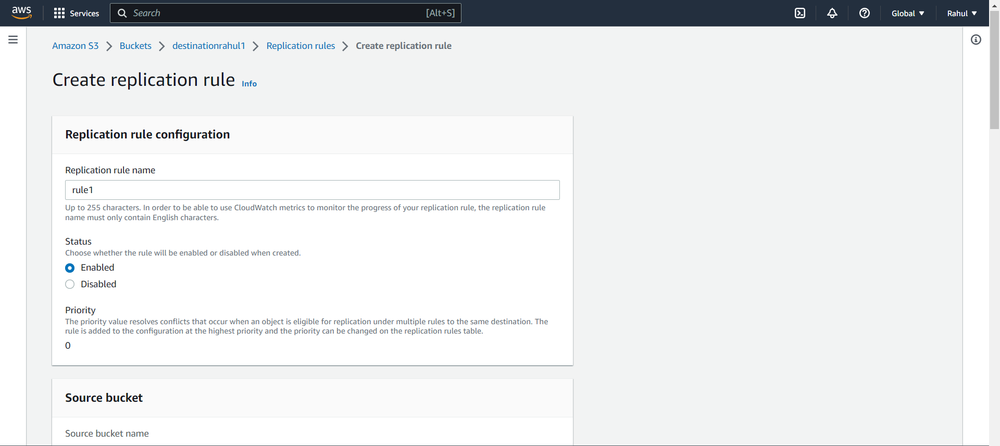 aws Services Search [Alt+S] Global Rahul
Amazon S3 Buckets destinationrahul1 Replication rules Create replication rule
Create replication rule Info
Replication rule configuration
Replication rule name
rule1
Up to 255 characters. In order to be able to use CloudWatch metrics to monitor the progress of your replication rule, the replication rule
name must only contain English characters.
Status
Choose whether the rule will be enabled or disabled when created.
Enabled
Disabled
Priority
The priority value resolves conflicts that occur when an object is eligible for replication under multiple rules to the same destination. The
rule is added to the configuration at the highest priority and the priority can be changed on the replication rules table.
0
Source bucket
Source bucket name